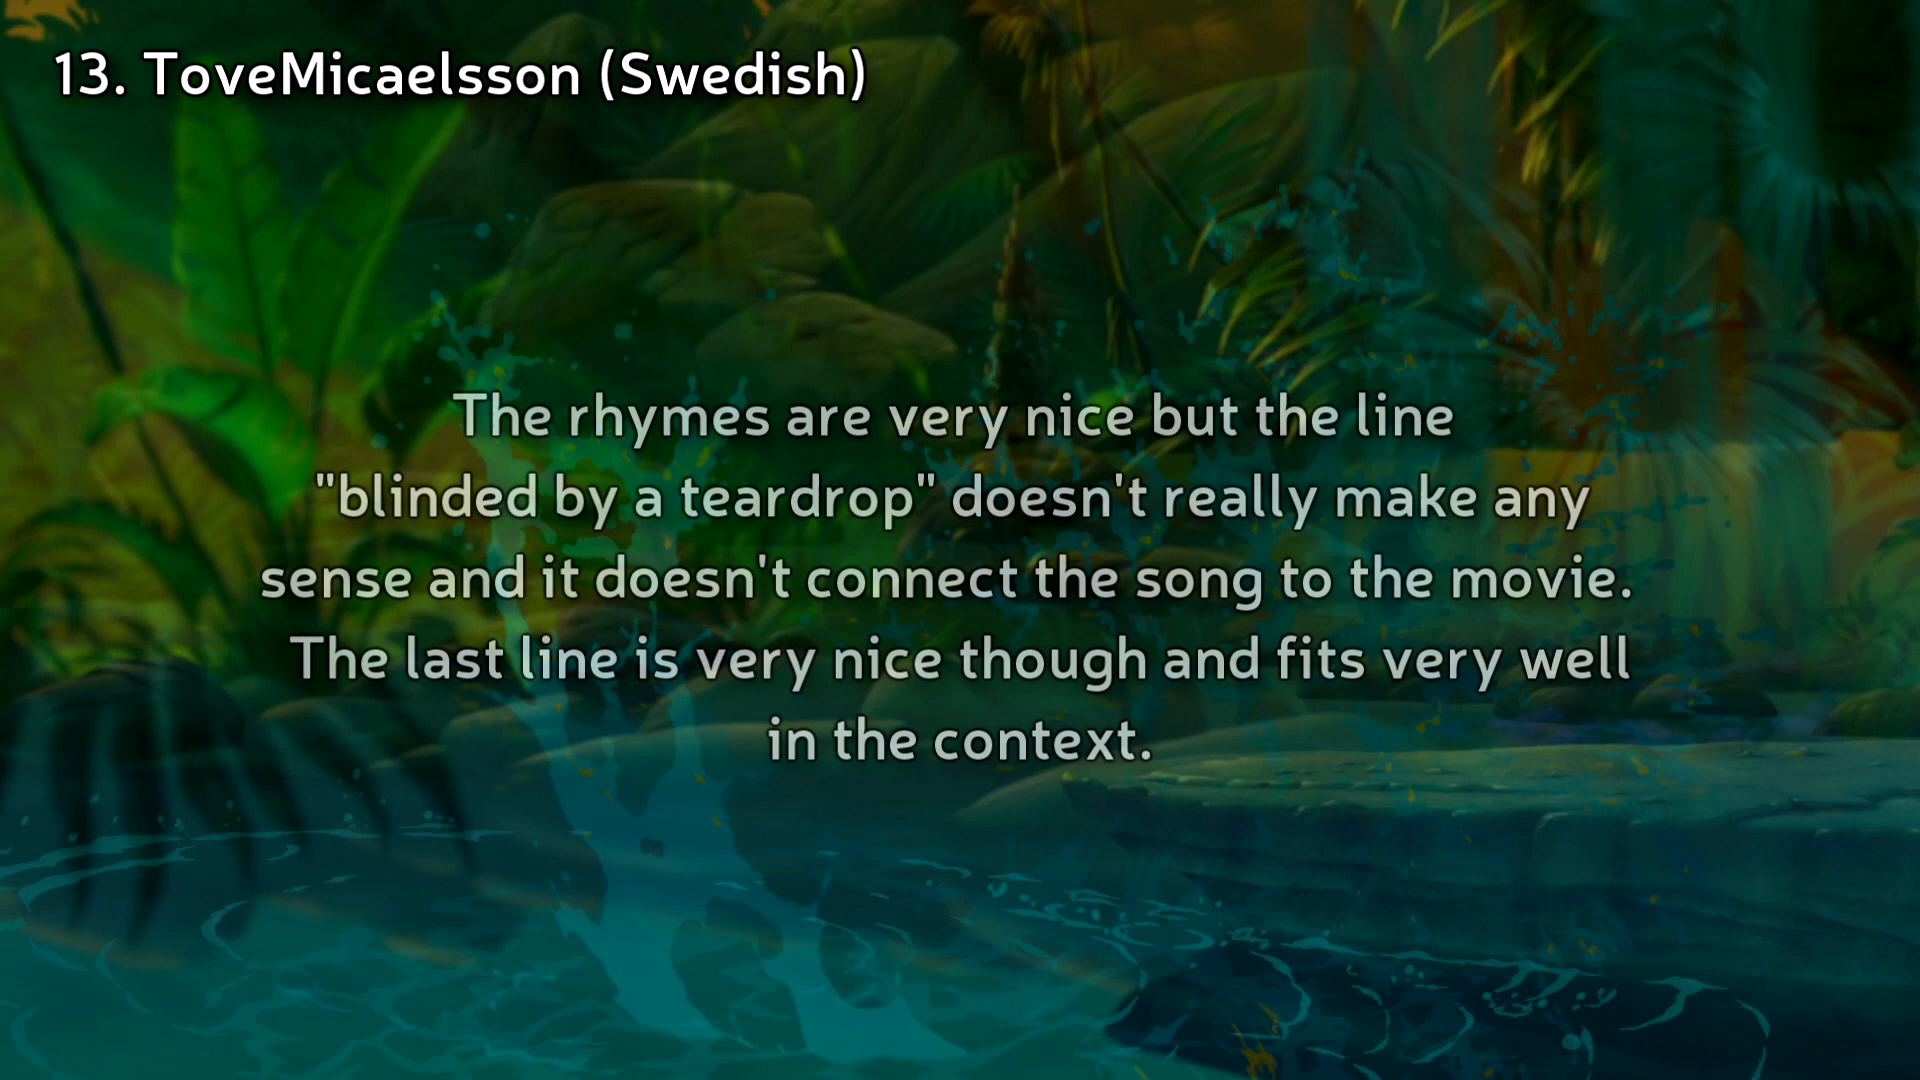 13. ToveMicaelsson (Swedish)
The rhymes are very nice but the line
"blinded by a teardrop" doesn't really make any
sense and it doesn't connect the song to the movie.
The last line is very nice though and fits very well
in the context.